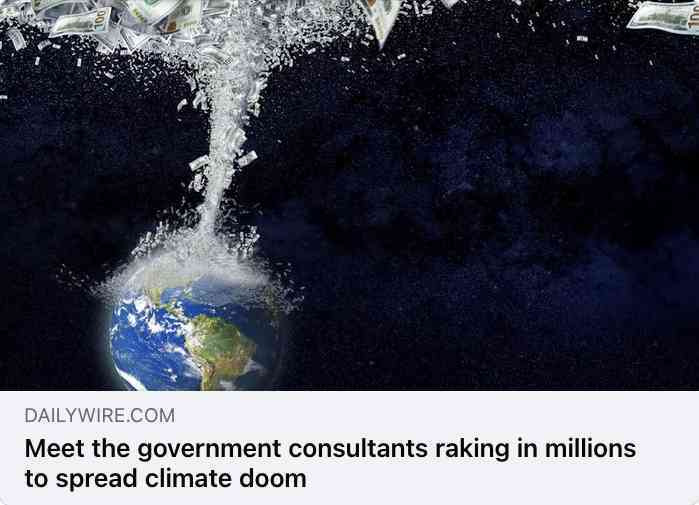 DAILYWIRE.COM
Meet the government consultants raking in millions
to spread climate doom